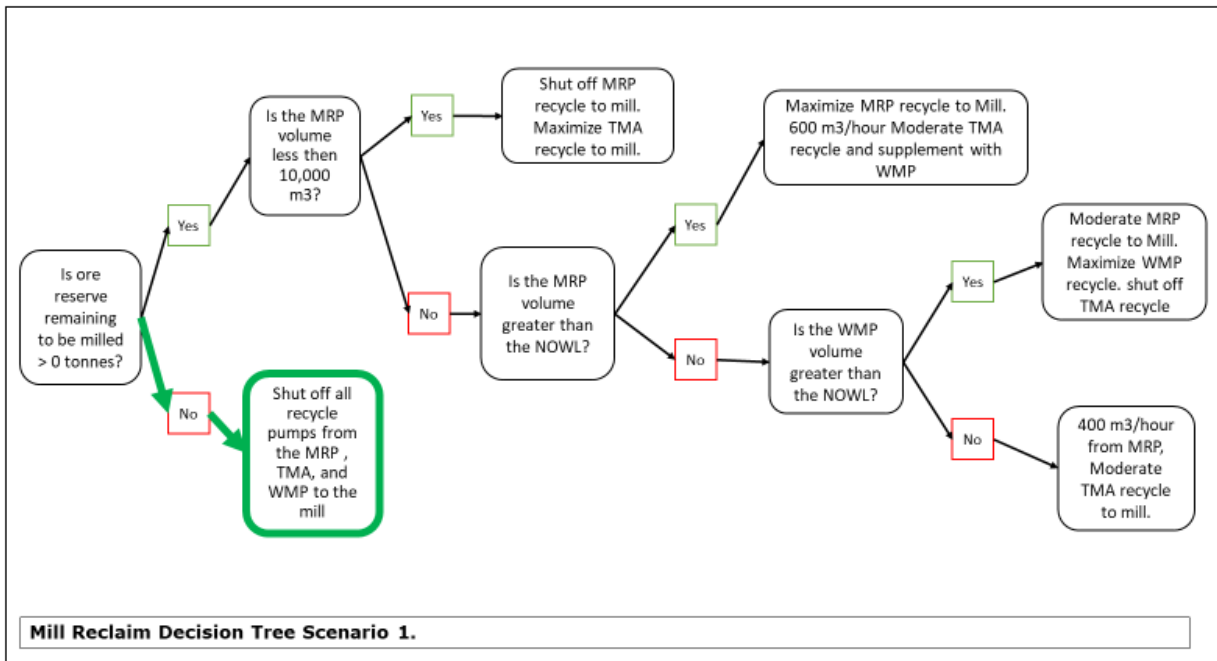 Is ore
reserve
remaining
to be milled
> 0 tonnes?
Yes
No
Is the MRP
volume
less then
10,000
m3?
Shut off all
recycle
pumps from
the MRP ,
TMA, and
WMP to the
mill
Yes
No
Shut off MRP
recycle to mill.
Maximize TMA
recycle to mill.
Is the MRP
volume
greater than
the NOWL?
Yes
No
Maximize MRP recycle to Mill.
600 m3/hour Moderate TMA
recycle and supplement with
WMP
Is the WMP
volume
greater than
the NOWL?
Yes
No
Moderate MRP
recycle to Mill.
Maximize WMP
recycle. shut off
TMA recycle
400 m3/hour
from MRP,
Moderate
TMA recycle
to mill.
Mill Reclaim Decision Tree Scenario 1.